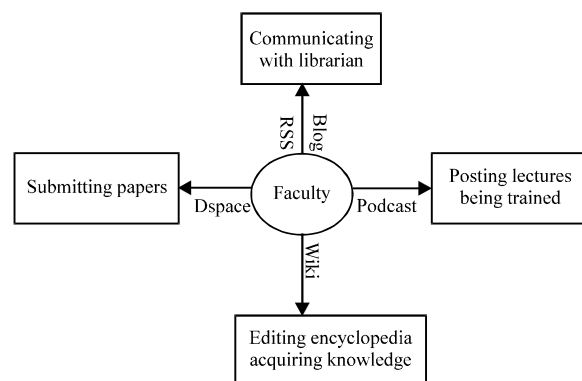 Communicating
with librarian
RSS
Blog
Submitting papers
Dspace
Faculty
Podcast
Posting lectures
being trained
Wiki
Editing encyclopedia
acquiring knowledge